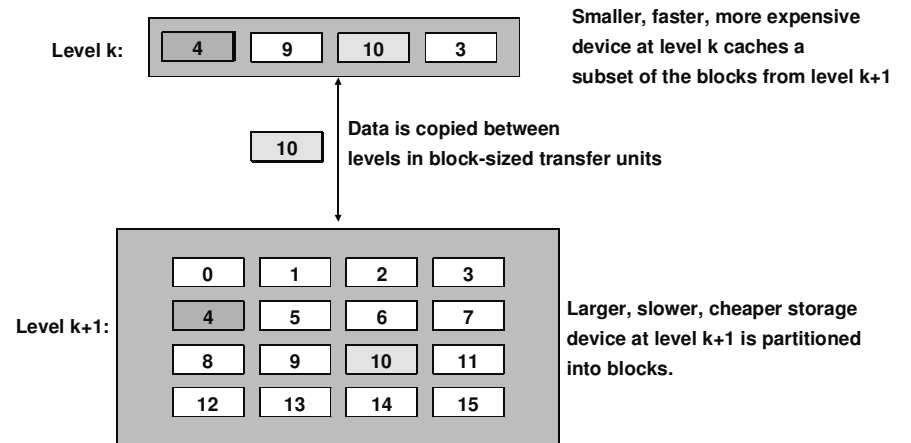 Level k:
4 9 10 3
Smaller, faster, more expensive
device at level k caches a
subset of the blocks from level k+1
10
Data is copied between
levels in block-sized transfer units
Level k+1:
0 1 2 3
4 5 6 7
8 9 10 11
12 13 14 15
Larger, slower, cheaper storage
device at level k+1 is partitioned
into blocks.